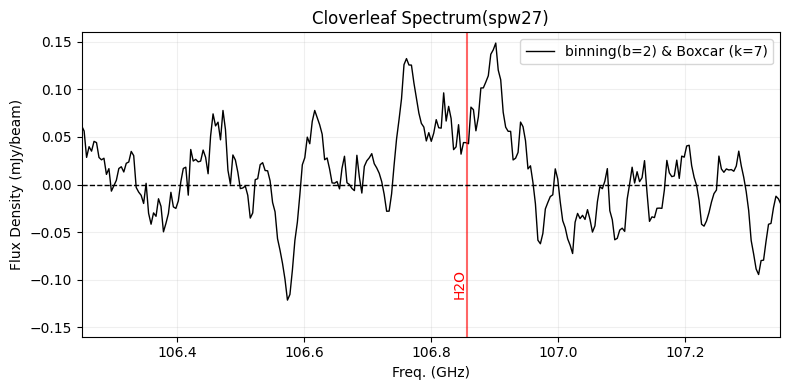 Cloverleaf Spectrum(spw27)
binning(b=2) & Boxcar (k=7)
Flux Density (mJy/beam)
0.15
0.10
0.05
0.00
−0.05
−0.10
−0.15
H2O
106.4
106.6
106.8
107.0
107.2
Freq. (GHz)